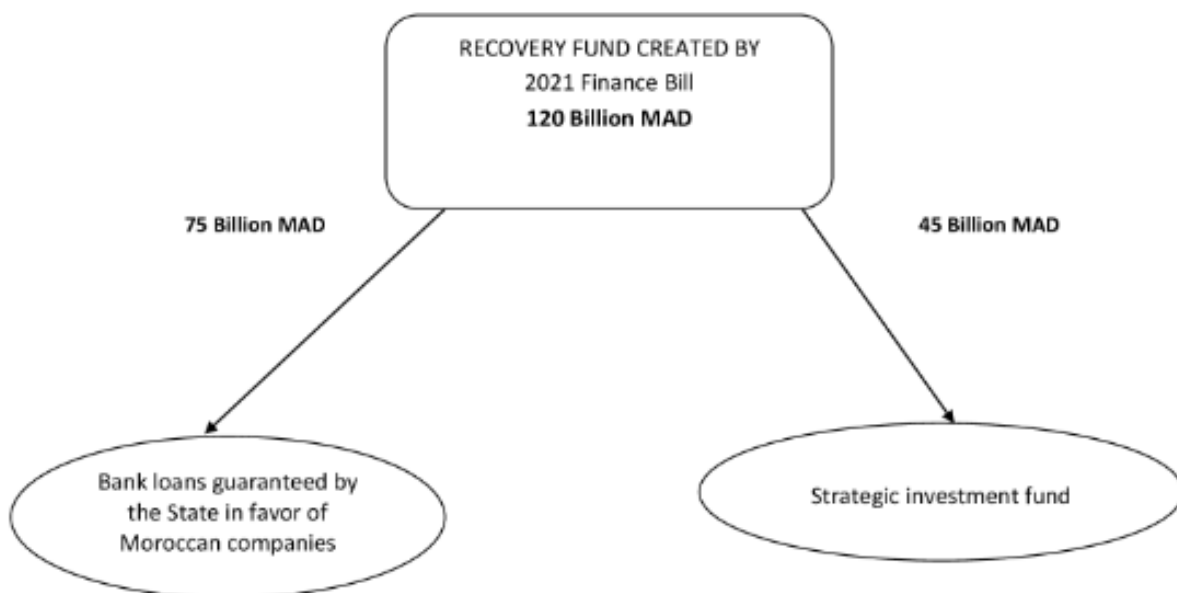 RECOVERY FUND CREATED BY
2021 Finance Bill
120 Billion MAD
75 Billion MAD
45 Billion MAD
Bank loans guaranteed by
the State in favor of
Moroccan companies
Strategic investment fund